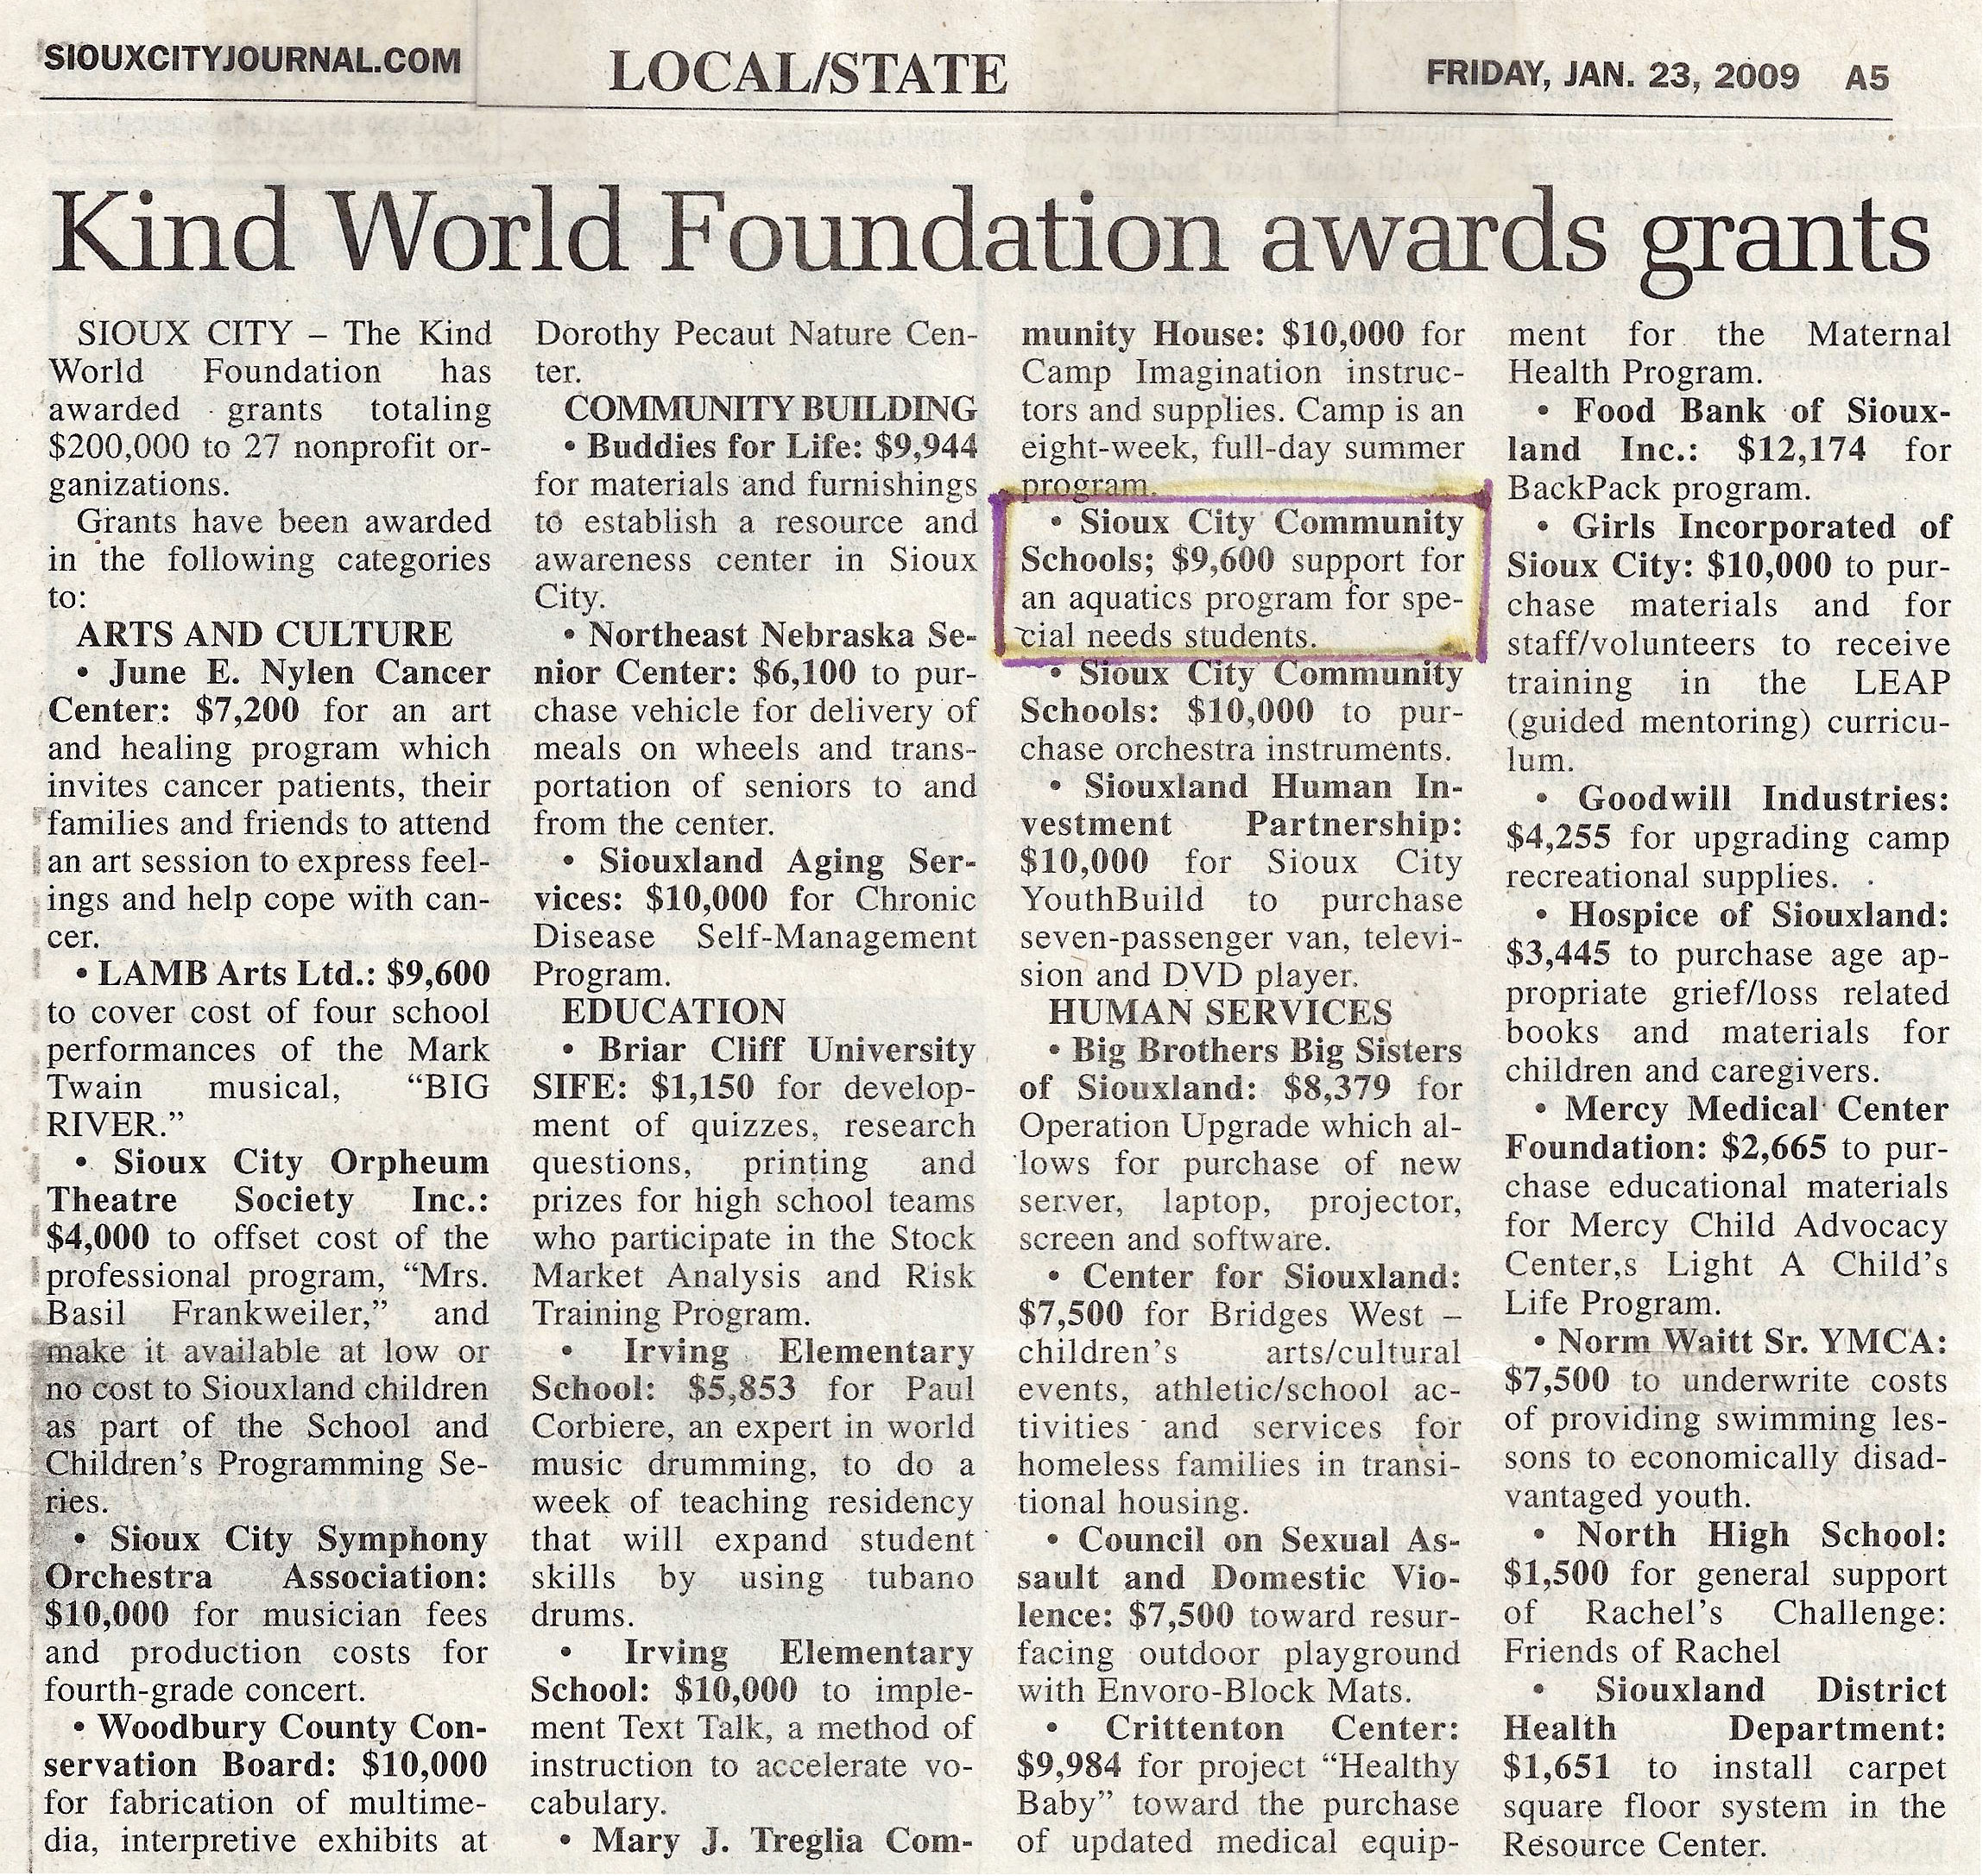 SIOUXCITYJOURNAL.COM
LOCAL/STATE
FRIDAY, JAN. 23, 2009 A5
Kind World Foundation awards grants
SIOUX CITY – The Kind
World Foundation has
awarded grants totaling
$200,000 to 27 nonprofit or-
ganizations.
Grants have been awarded
in the following categories
to:
ARTS AND CULTURE
• June E. Nylen Cancer
Center: $7,200 for an art
and healing program which
invites cancer patients, their
families and friends to attend
an art session to express feel-
ings and help cope with can-
cer.
• LAMB Arts Ltd.: $9,600
to cover cost of four school
performances of the Mark
Twain musical, “BIG
RIVER.”
• Sioux City Orpheum
Theatre Society Inc.:
$4,000 to offset cost of the
professional program, “Mrs.
Basil Frankweiler,” and
make it available at low or
no cost to Siouxland children
as part of the School and
Children’s Programming Se-
ries.
• Sioux City Symphony
Orchestra Association:
$10,000 for musician fees
and production costs for
fourth-grade concert.
• Woodbury County Con-
servation Board: $10,000
for fabrication of multime-
dia, interpretive exhibits at
Dorothy Pecaut Nature Cen-
ter.
COMMUNITY BUILDING
• Buddies for Life: $9,944
for materials and furnishings
to establish a resource and
awareness center in Sioux
City.
• Northeast Nebraska Se-
nior Center: $6,100 to pur-
chase vehicle for delivery of
meals on wheels and trans-
portation of seniors to and
from the center.
• Siouxland Aging Ser-
vices: $10,000 for Chronic
Disease Self-Management
Program.
EDUCATION
• Briar Cliff University
SIFE: $1,150 for develop-
ment of quizzes, research
questions, printing and
prizes for high school teams
who participate in the Stock
Market Analysis and Risk
Training Program.
• Irving Elementary
School: $5,853 for Paul
Corbiere, an expert in world
music drumming, to do a
week of teaching residency
that will expand student
skills by using tubano
drums.
• Irving Elementary
School: $10,000 to imple-
ment Text Talk, a method of
instruction to accelerate vo-
cabulary.
• Mary J. Treglia Com-
munity House: $10,000 for
Camp Imagination instruc-
tors and supplies. Camp is an
eight-week, full-day summer
program.
• Sioux City Community
Schools; $9,600 support for
an aquatics program for spe-
cial needs students.
• Sioux City Community
Schools: $10,000 to pur-
chase orchestra instruments.
• Siouxland Human In-
vestment Partnership:
$10,000 for Sioux City
YouthBuild to purchase
seven-passenger van, televi-
sion and DVD player.
HUMAN SERVICES
• Big Brothers Big Sisters
of Siouxland: $8,379 for
Operation Upgrade which al-
lows for purchase of new
server, laptop, projector,
screen and software.
• Center for Siouxland:
$7,500 for Bridges West –
children’s arts/cultural
events, athletic/school ac-
tivities and services for
homeless families in transi-
tional housing.
• Council on Sexual As-
sault and Domestic Vio-
lence: $7,500 toward resur-
facing outdoor playground
with Envoro-Block Mats.
• Crittenton Center:
$9,984 for project “Healthy
Baby” toward the purchase
of updated medical equip-
ment for the Maternal
Health Program.
• Food Bank of Sioux-
land Inc.: $12,174 for
BackPack program.
• Girls Incorporated of
Sioux City: $10,000 to pur-
chase materials and for
staff/volunteers to receive
training in the LEAP
(guided mentoring) curricu-
lum.
• Goodwill Industries:
$4,255 for upgrading camp
recreational supplies.
• Hospice of Siouxland:
$3,445 to purchase age ap-
propriate grief/loss related
books and materials for
children and caregivers.
• Mercy Medical Center
Foundation: $2,665 to pur-
chase educational materials
for Mercy Child Advocacy
Center,s Light A Child’s
Life Program.
• Norm Waitt Sr. YMCA:
$7,500 to underwrite costs
of providing swimming les-
sons to economically disad-
vantaged youth.
• North High School:
$1,500 for general support
of Rachel’s Challenge:
Friends of Rachel
• Siouxland District
Health Department:
$1,651 to install carpet
square floor system in the
Resource Center.